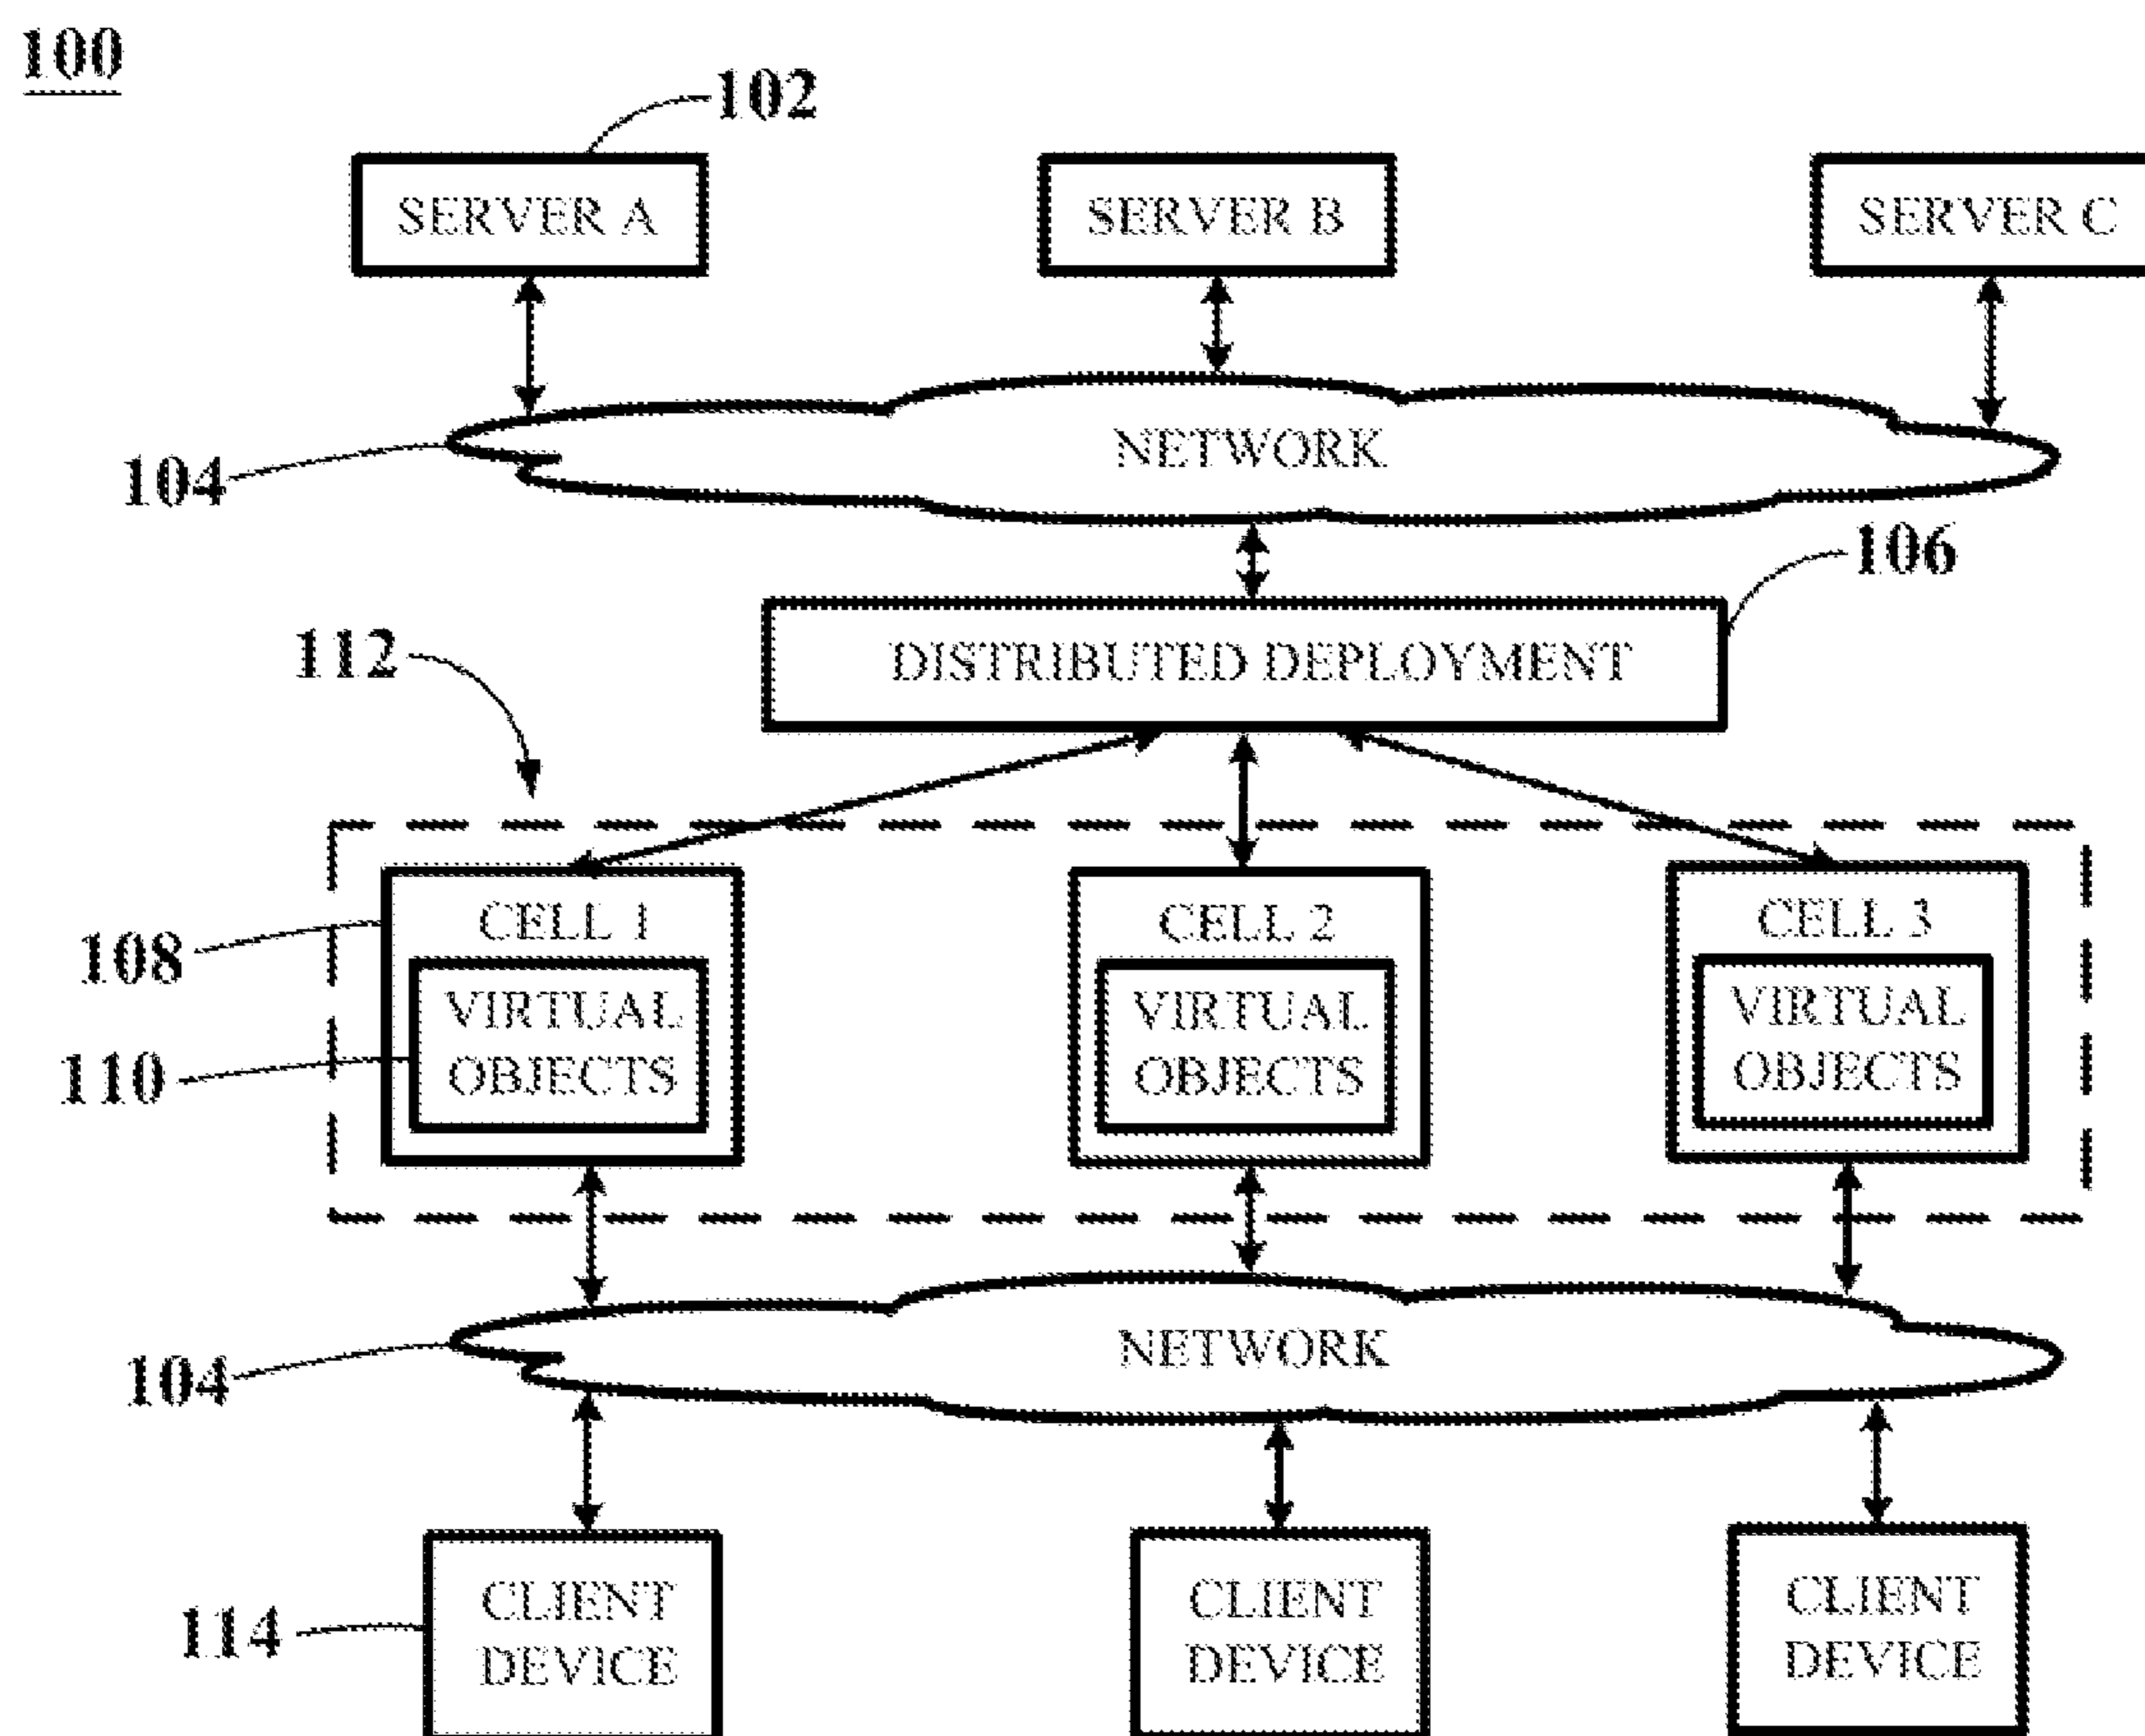 100
102
SERVER A
SERVER B
SERVER C
NETWORK
104
106
DISTRIBUTED DEPLOYMENT
112
CELL 1
CELL 2
CELL 3
108
VIRTUAL
OBJECTS
VIRTUAL
OBJECTS
VIRTUAL
OBJECTS
110
NETWORK
104
CLIENT
DEVICE
CLIENT
DEVICE
CLIENT
DEVICE
114